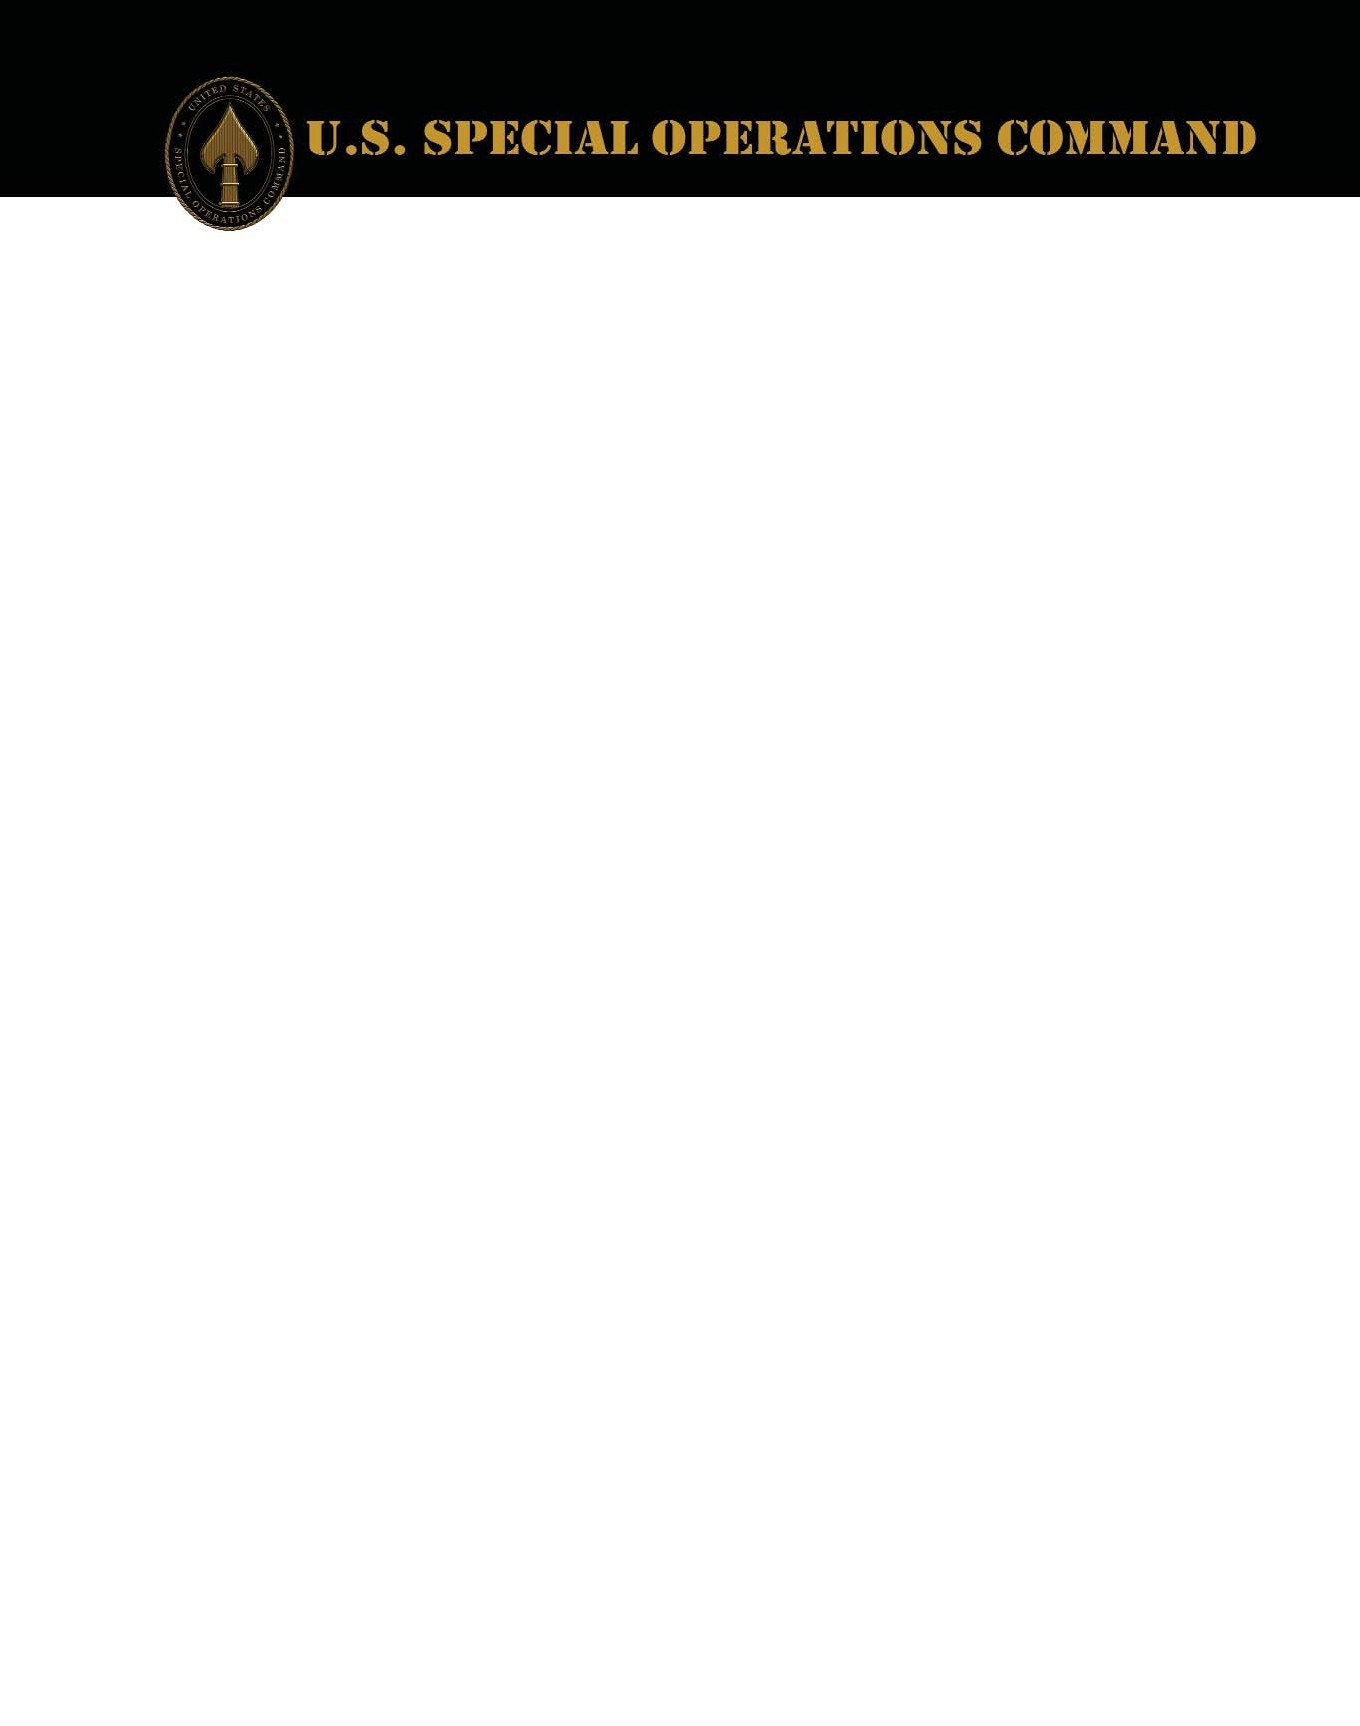 UNITED STATES
SPECIAL OPERATIONS COMMAND
U.S. SPECIAL OPERATIONS COMMAND